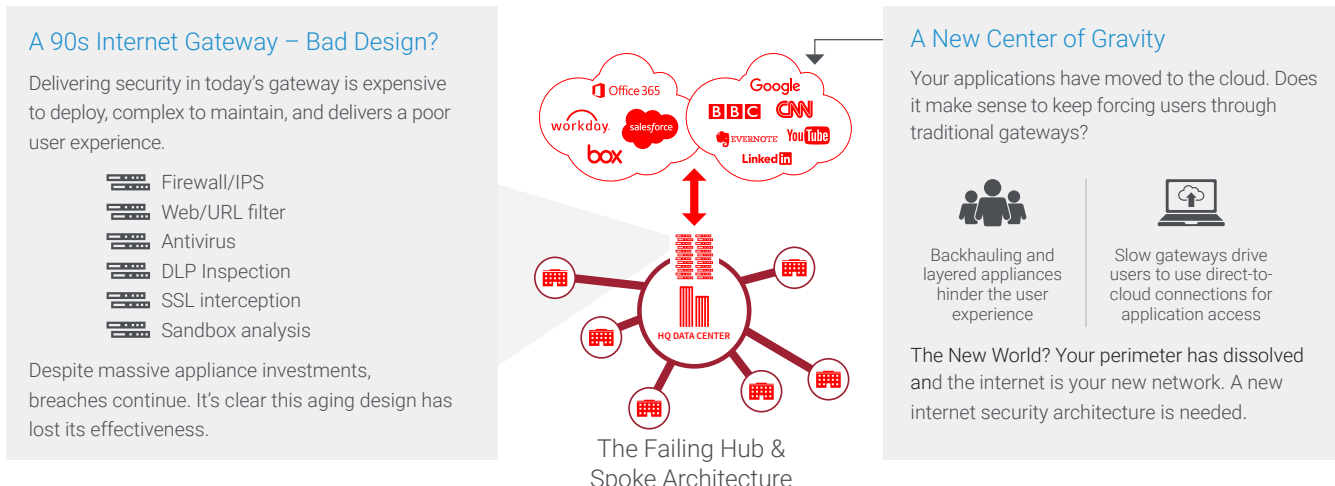 A 90s Internet Gateway – Bad Design?
Delivering security in today's gateway is expensive
to deploy, complex to maintain, and delivers a poor
user experience.
Firewall/IPS
Web/URL filter
Antivirus
DLP Inspection
SSL interception
Sandbox analysis
Despite massive appliance investments,
breaches continue. It's clear this aging design has
lost its effectiveness.
Office 365
workday.
salesforce
box
Google
BBC
CNN
EVERNOTE
YouTube
Linked in
HQ DATA CENTER
The Failing Hub &
Spoke Architecture
A New Center of Gravity
Your applications have moved to the cloud. Does
it make sense to keep forcing users through
traditional gateways?
Backhauling and
layered appliances
hinder the user
experience
Slow gateways drive
users to use direct-to-
cloud connections for
application access
The New World? Your perimeter has dissolved
and the internet is your new network. A new
internet security architecture is needed.